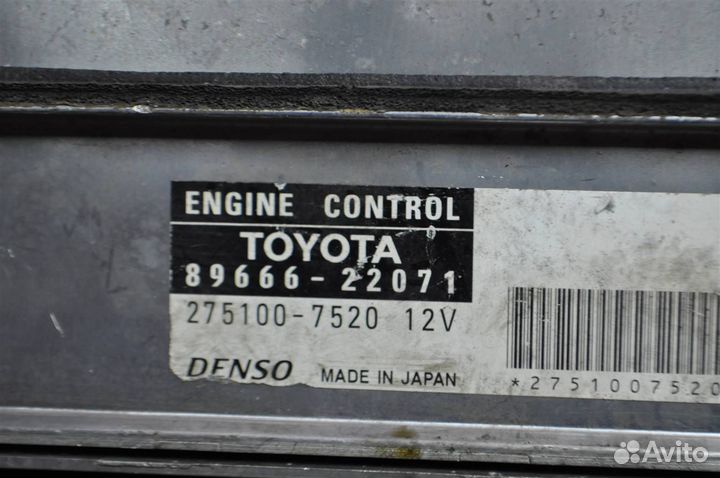 ENGINE CONTROL
TOYOTA
89666-22071
275100-7520 12V
DENSO MADE IN JAPAN
*2751007520
Avito